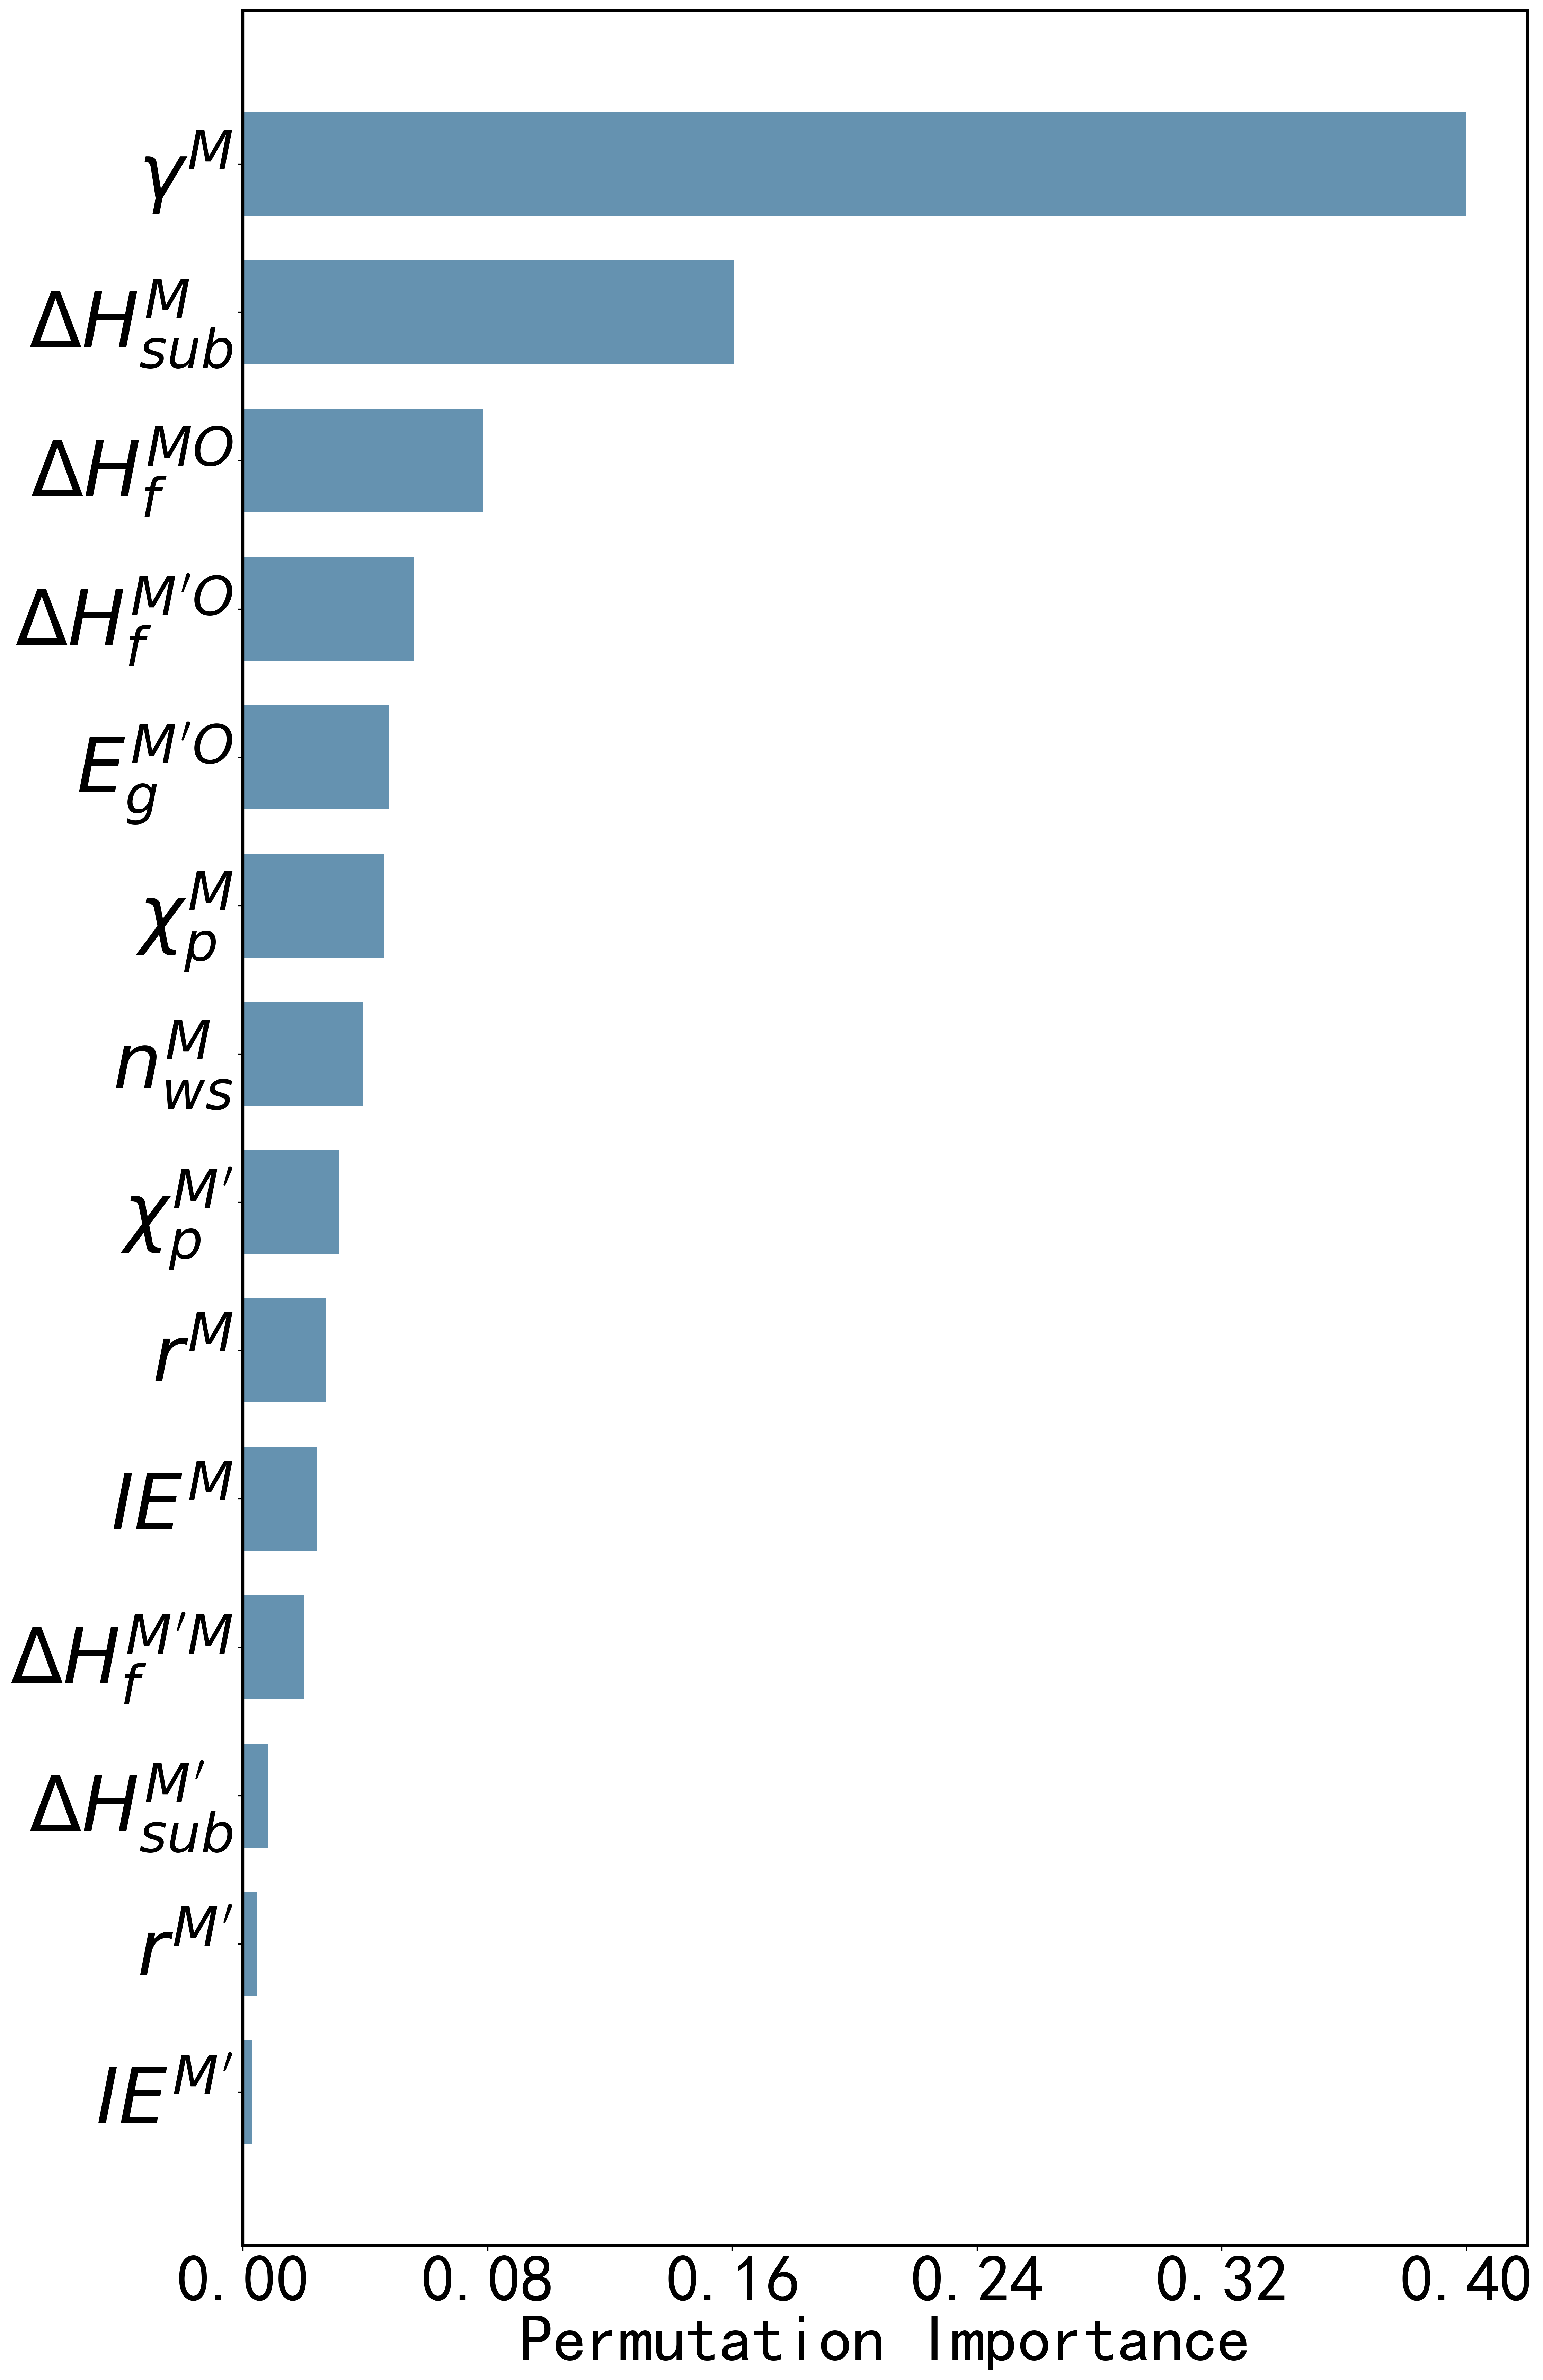 γ^M
ΔH_sub^M
ΔH_f^MO
ΔH_f^M′O
E_g^M′O
χ_p^M
n_ws^M
χ_p^M′
r^M
IE^M
ΔH_f^M′M
ΔH_sub^M′
r^M′
IE^M′
0.00 0.08 0.16 0.24 0.32 0.40
Permutation Importance